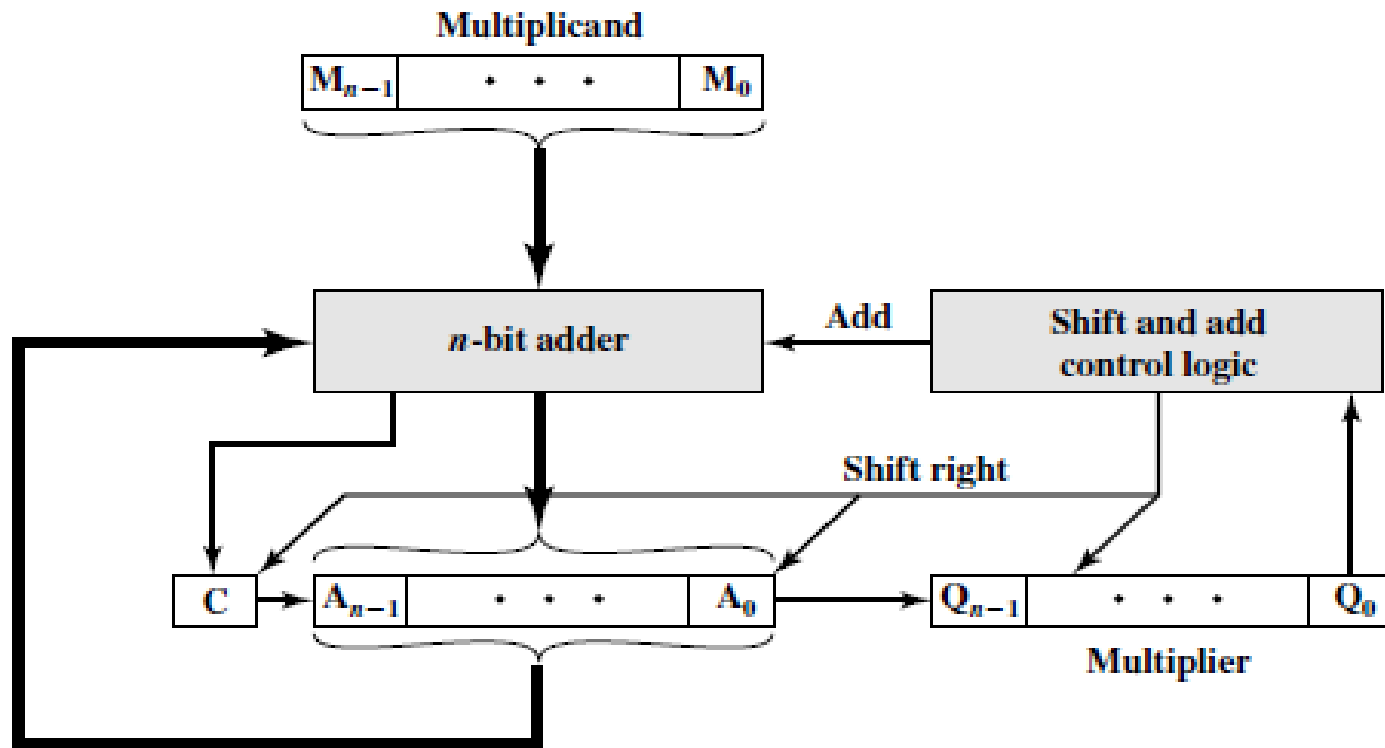 Multiplicand
Mₙ₋₁ • • • M₀
n-bit adder
Add
Shift and add
control logic
Shift right
C
Aₙ₋₁ • • • A₀
Qₙ₋₁ • • • Q₀
Multiplier